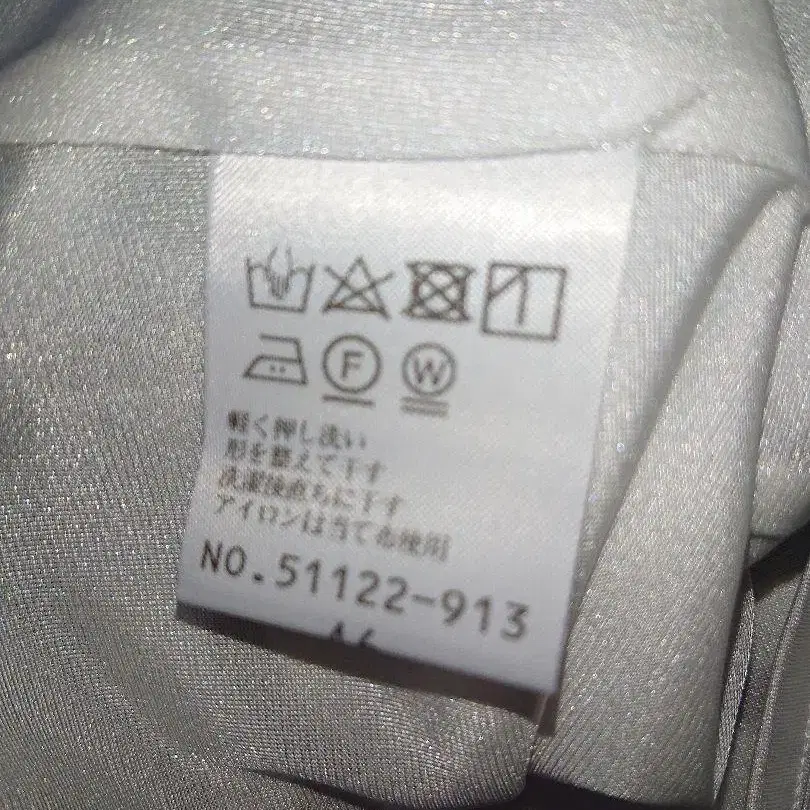 F W
軽く押し洗い
形を整えて干す
洗濯後直ちに干す
アイロンは当て布使用
NO.51122-913